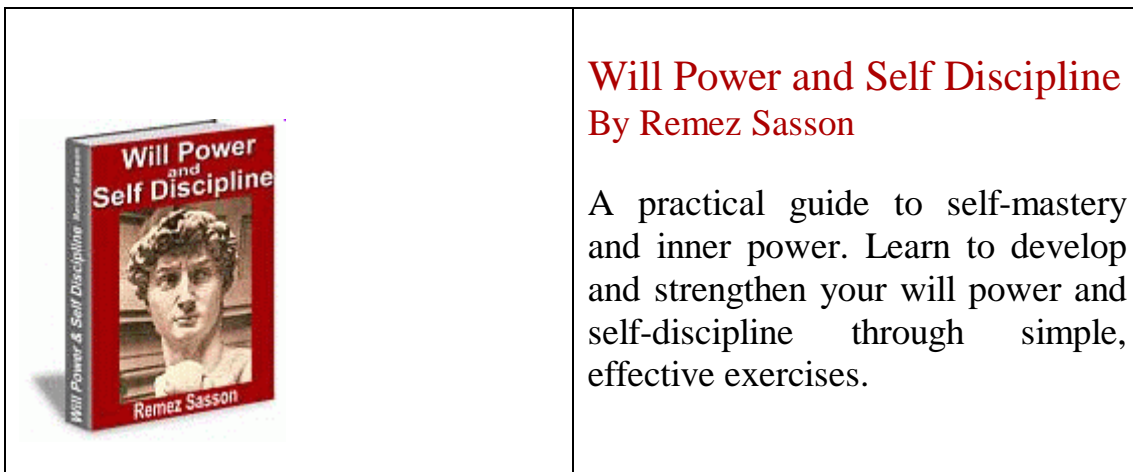 Will Power
and
Self Discipline
Will Power & Self Discipline Remez Sasson
Remez Sasson
Will Power and Self Discipline
By Remez Sasson
A practical guide to self-mastery
and inner power. Learn to develop
and strengthen your will power and
self-discipline through simple,
effective exercises.